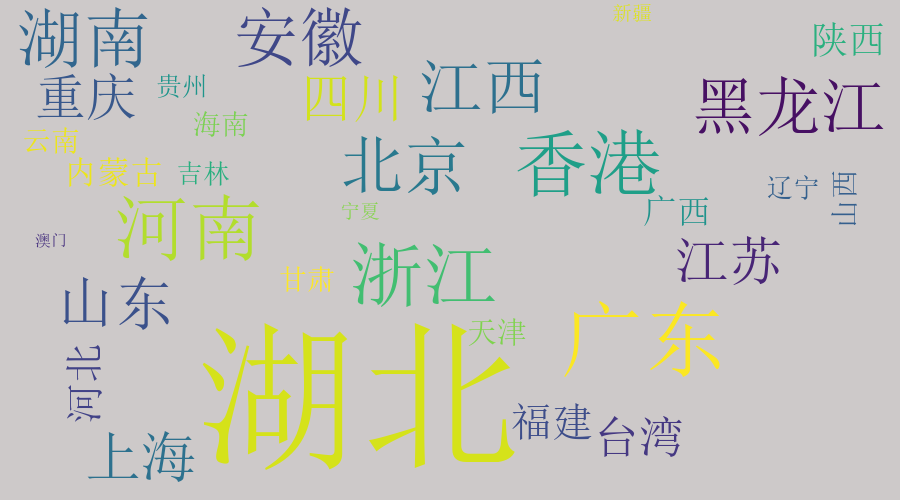 新疆
湖南
安徽
陕西
四川
江西
重庆
贵州
黑龙江
海南
云南
北京
香港
内蒙古
吉林
辽宁
山西
河南
宁夏
广西
澳门
浙江
江苏
甘肃
山东
湖北
天津
广东
河北
福建
台湾
上海